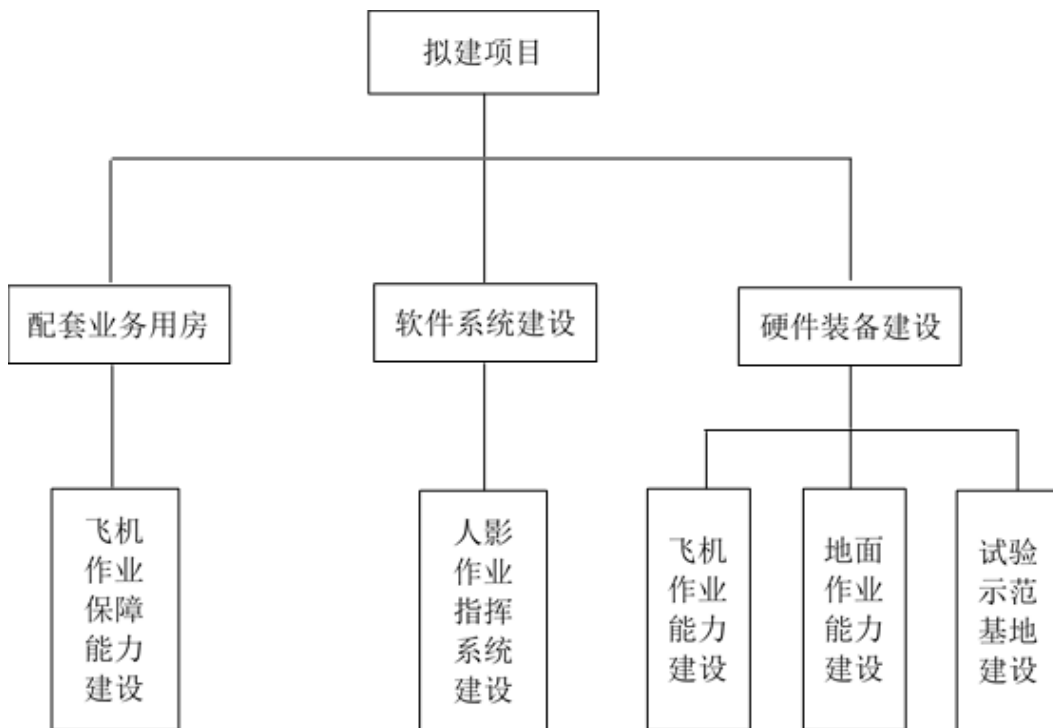 拟建项目
配套业务用房
软件系统建设
硬件装备建设
飞机
作业
保障
能力
建设
人影
作业
指挥
系统
建设
飞机
作业
能力
建设
地面
作业
能力
建设
试验
示范
基地
建设